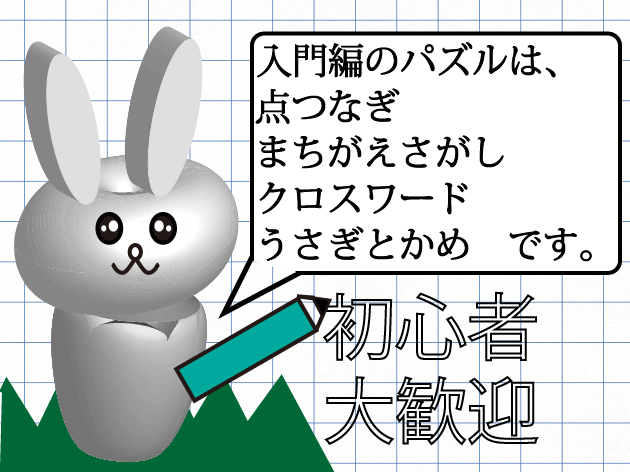 入門編のパズルは、
点つなぎ
まちがえさがし
クロスワード
うさぎとかめ　です。
初心者
大歓迎